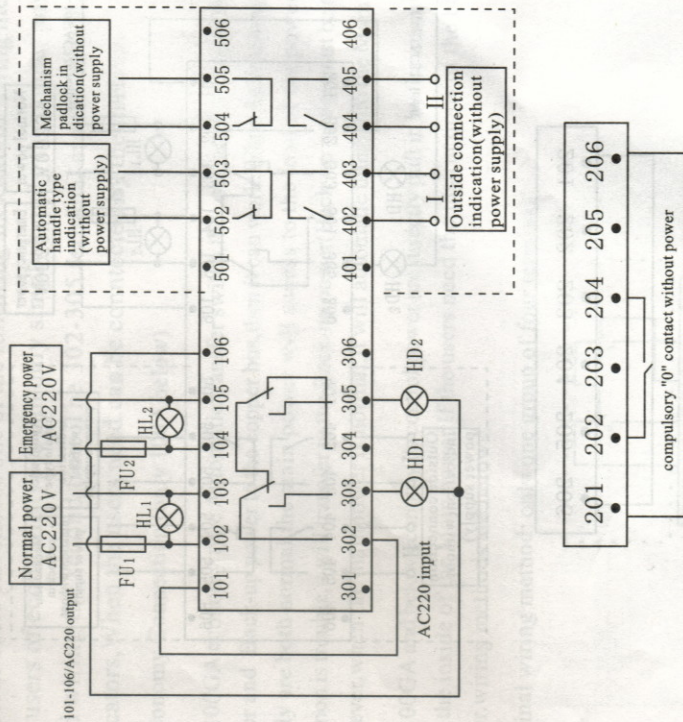 Normal power
AC220V
Emergency power
AC220V
Automatic
handle type
indication
(without
power supply)
Mechanism
padlock in
dication(without
power supply
101-106/AC220 output
FU1
HL1
FU2
HL2
101
102
103
104
105
106
501
502
503
504
505
506
301
302
303
304
305
306
401
402
403
404
405
406
AC220 input
HD1
HD2
I
II
Outside connection
indication(without
power supply)
201
202
203
204
205
206
compulsory "0" contact without power